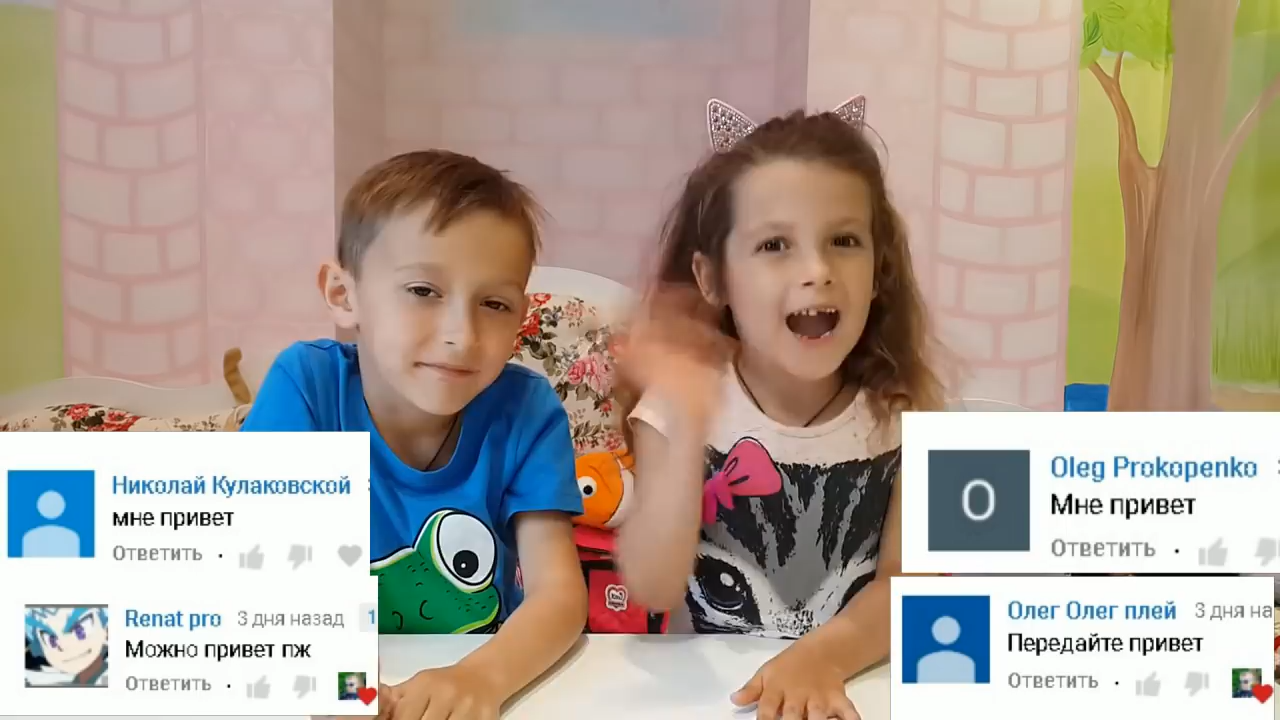 Николай Кулаковской
мне привет
Ответить
Renat pro 3 дня назад 1
Можно привет пж
Ответить
Oleg Prokopenko
O
Мне привет
Ответить
Олег Олег плей 3 дня на
Передайте привет
Ответить